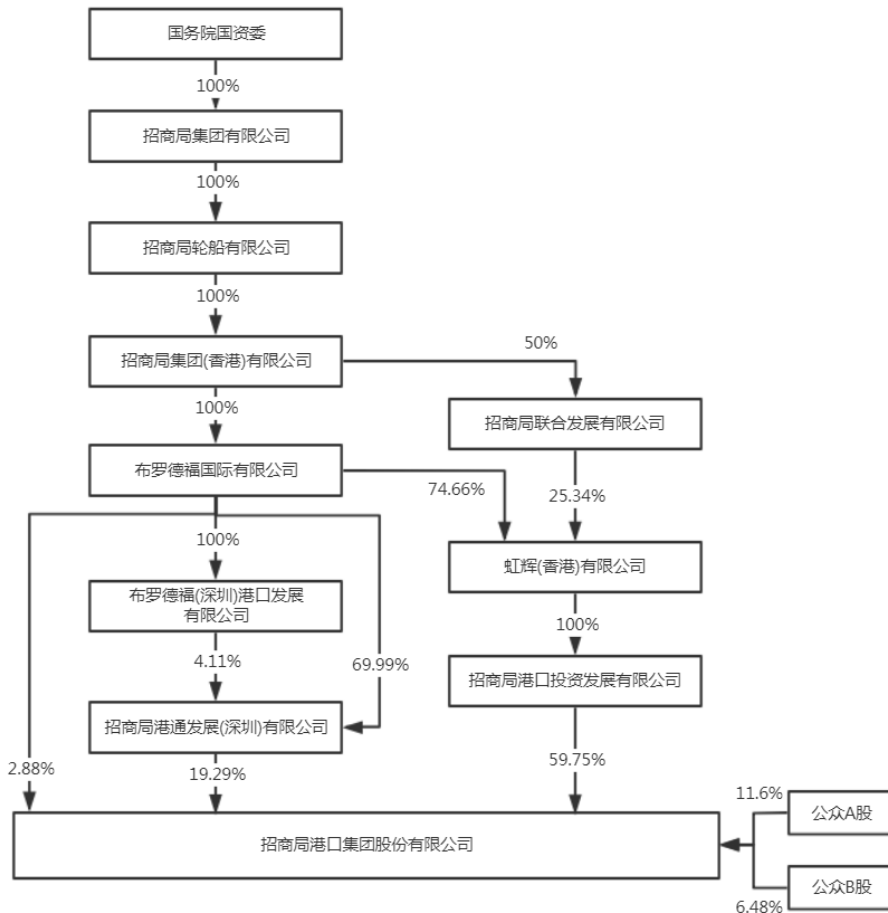 国务院国资委
100%
招商局集团有限公司
100%
招商局轮船有限公司
100%
招商局集团(香港)有限公司
50%
100%
招商局联合发展有限公司
布罗德福国际有限公司
74.66%
25.34%
100%
虹辉(香港)有限公司
布罗德福(深圳)港口发展
有限公司
100%
4.11%
69.99%
招商局港口投资发展有限公司
招商局港通发展(深圳)有限公司
2.88%
19.29%
59.75%
11.6%
公众A股
招商局港口集团股份有限公司
公众B股
6.48%